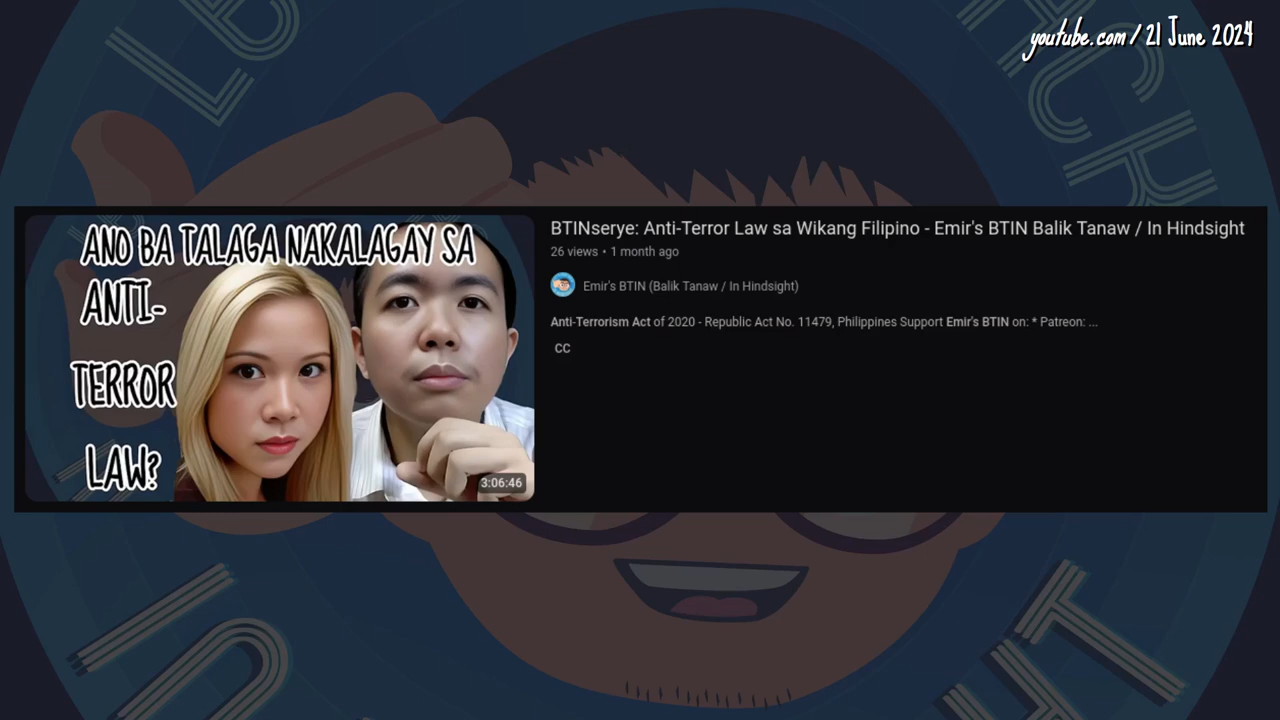 youtube.com / 21 June 2024
ANO BA TALAGA NAKALAGAY SA
ANTI-
TERROR
LAW?
3:06:46
BTINserye: Anti-Terror Law sa Wikang Filipino - Emir's BTIN Balik Tanaw / In Hindsight
26 views • 1 month ago
Emir's BTIN (Balik Tanaw / In Hindsight)
Anti-Terrorism Act of 2020 - Republic Act No. 11479, Philippines Support Emir's BTIN on: * Patreon: ...
CC